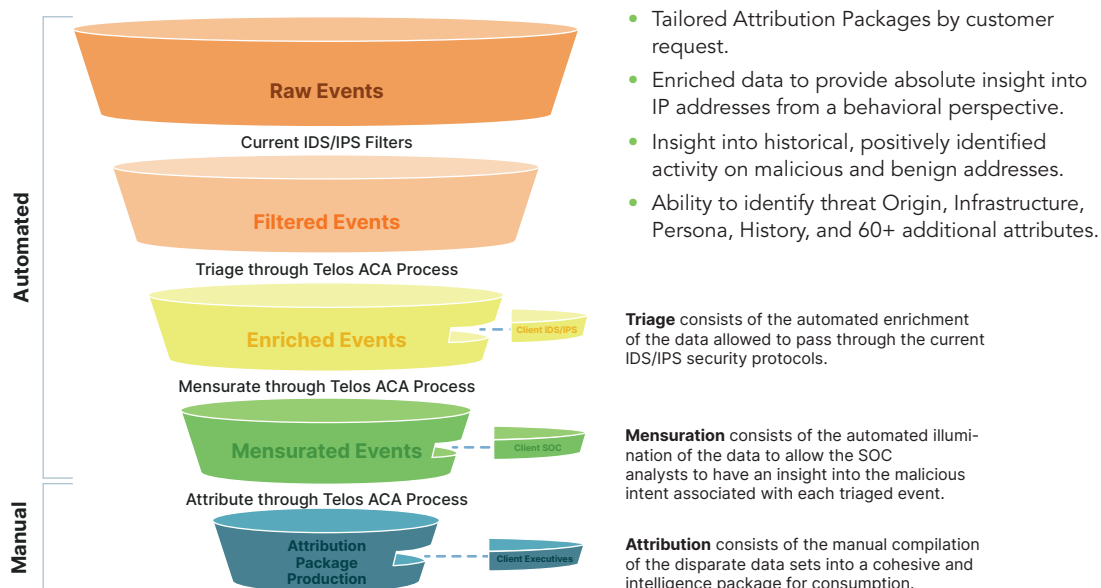 Automated
Raw Events
Current IDS/IPS Filters
Filtered Events
Triage through Telos ACA Process
Enriched Events
Client IDS/IPS
Mensurate through Telos ACA Process
Mensurated Events
Client SOC
Manual
Attribute through Telos ACA Process
Attribution
Package
Production
Client Executives
• Tailored Attribution Packages by customer
request.
• Enriched data to provide absolute insight into
IP addresses from a behavioral perspective.
• Insight into historical, positively identified
activity on malicious and benign addresses.
• Ability to identify threat Origin, Infrastructure,
Persona, History, and 60+ additional attributes.
Triage consists of the automated enrichment
of the data allowed to pass through the current
IDS/IPS security protocols.
Mensuration consists of the automated illumi-
nation of the data to allow the SOC
analysts to have an insight into the malicious
intent associated with each triaged event.
Attribution consists of the manual compilation
of the disparate data sets into a cohesive and
intelligence package for consumption.